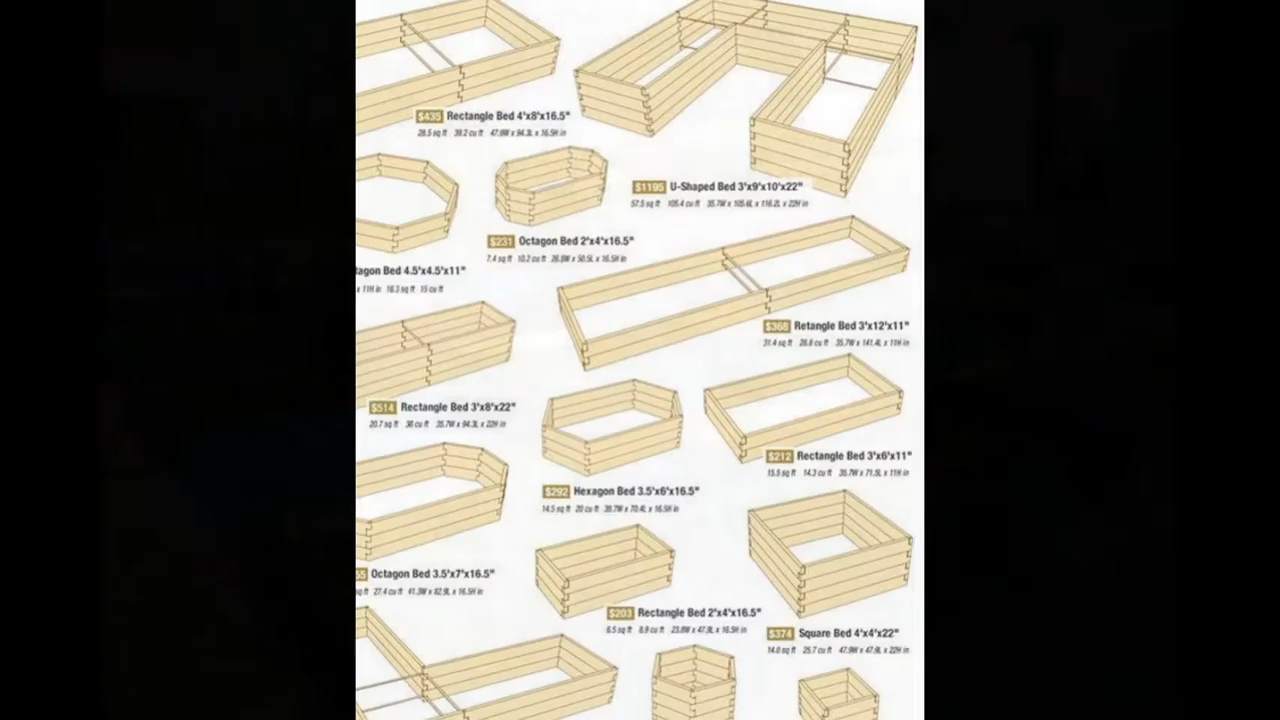 $435 Rectangle Bed 4'x8'x16.5"
28.5 sq ft 39.2 cu ft 47.9W x 94.3L x 16.5H in
$1195 U-Shaped Bed 3'x9'x10'x22"
57.5 sq ft 105.4 cu ft 35.7W x 105.6L x 116.2L x 22H in
$231 Octagon Bed 2'x4'x16.5"
7.4 sq ft 10.2 cu ft 26.8W x 50.5L x 16.5H in
tagon Bed 4.5'x4.5'x11"
x 11H in 16.3 sq ft 15 cu ft
$368 Retangle Bed 3'x12'x11"
31.4 sq ft 28.8 cu ft 35.7W x 141.4L x 11H in
$514 Rectangle Bed 3'x8'x22"
20.7 sq ft 38 cu ft 35.7W x 94.3L x 22H in
$212 Rectangle Bed 3'x6'x11"
15.5 sq ft 14.2 cu ft 35.7W x 71.5L x 11H in
$292 Hexagon Bed 3.5'x6'x16.5"
14.5 sq ft 20 cu ft 39.7W x 70.4L x 16.5H in
Octagon Bed 3.5'x7'x16.5"
sq ft 27.4 cu ft 41.3W x 82.9L x 16.5H in
$203 Rectangle Bed 2'x4'x16.5"
6.5 sq ft 8.9 cu ft 23.8W x 47.9L x 16.5H in
$374 Square Bed 4'x4'x22"
14.0 sq ft 25.7 cu ft 47.9W x 47.9L x 22H in